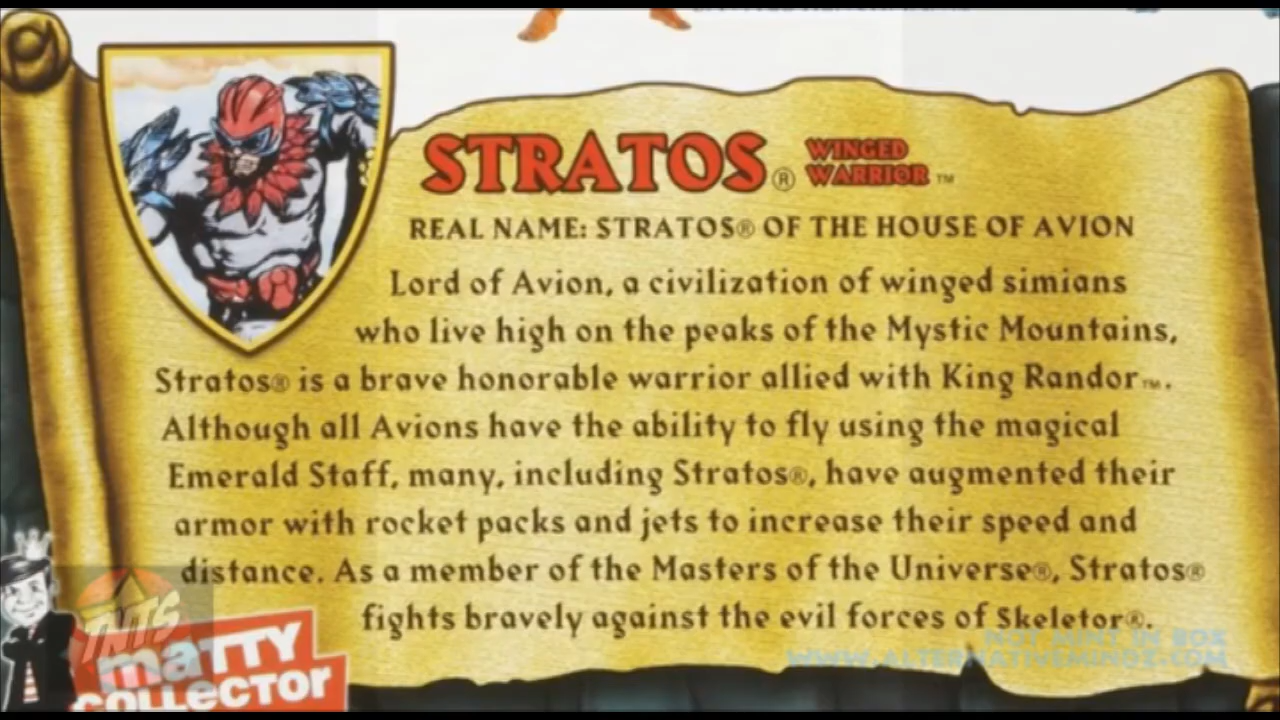 STRATOS® WINGED WARRIOR™
REAL NAME: STRATOS® OF THE HOUSE OF AVION
Lord of Avion, a civilization of winged simians
who live high on the peaks of the Mystic Mountains,
Stratos® is a brave honorable warrior allied with King Randor™.
Although all Avions have the ability to fly using the magical
Emerald Staff, many, including Stratos®, have augmented their
armor with rocket packs and jets to increase their speed and
distance. As a member of the Masters of the Universe®, Stratos®
fights bravely against the evil forces of Skeletor®.
NOT MINT IN BOX
WWW.ALTERNATIVEMINDZ.COM
TNTS
maTTY
COLLECTOR